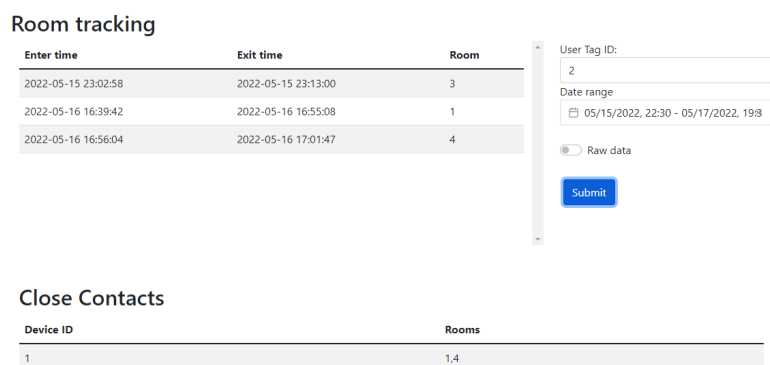 Room tracking
Enter time Exit time Room
2022-05-15 23:02:58 2022-05-15 23:13:00 3
2022-05-16 16:39:42 2022-05-16 16:55:08 1
2022-05-16 16:56:04 2022-05-16 17:01:47 4
User Tag ID:
2
Date range
05/15/2022, 22:30 - 05/17/2022,
Raw data
Submit
Close Contacts
Device ID Rooms
1 1,4